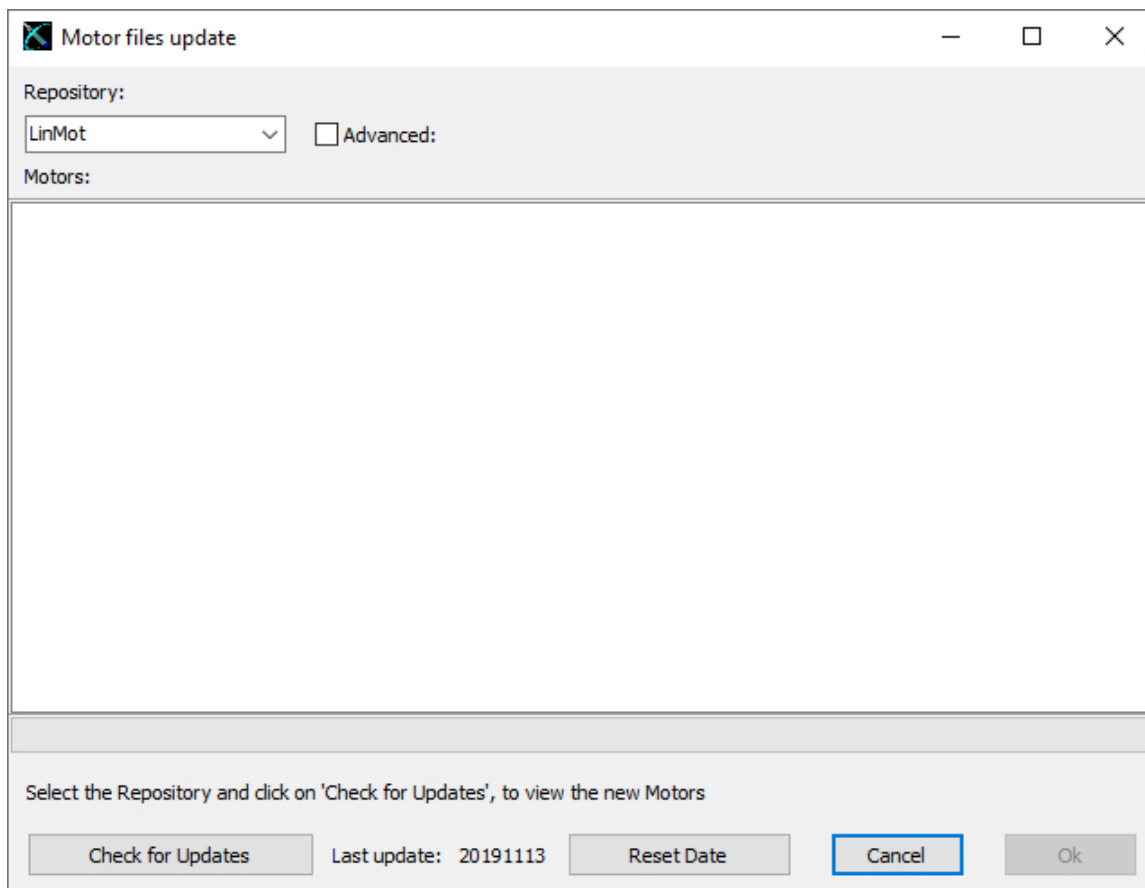 Motor files update
Repository:
LinMot
Advanced:
Motors:
Select the Repository and click on 'Check for Updates', to view the new Motors
Check for Updates Last update: 20191113 Reset Date Cancel Ok